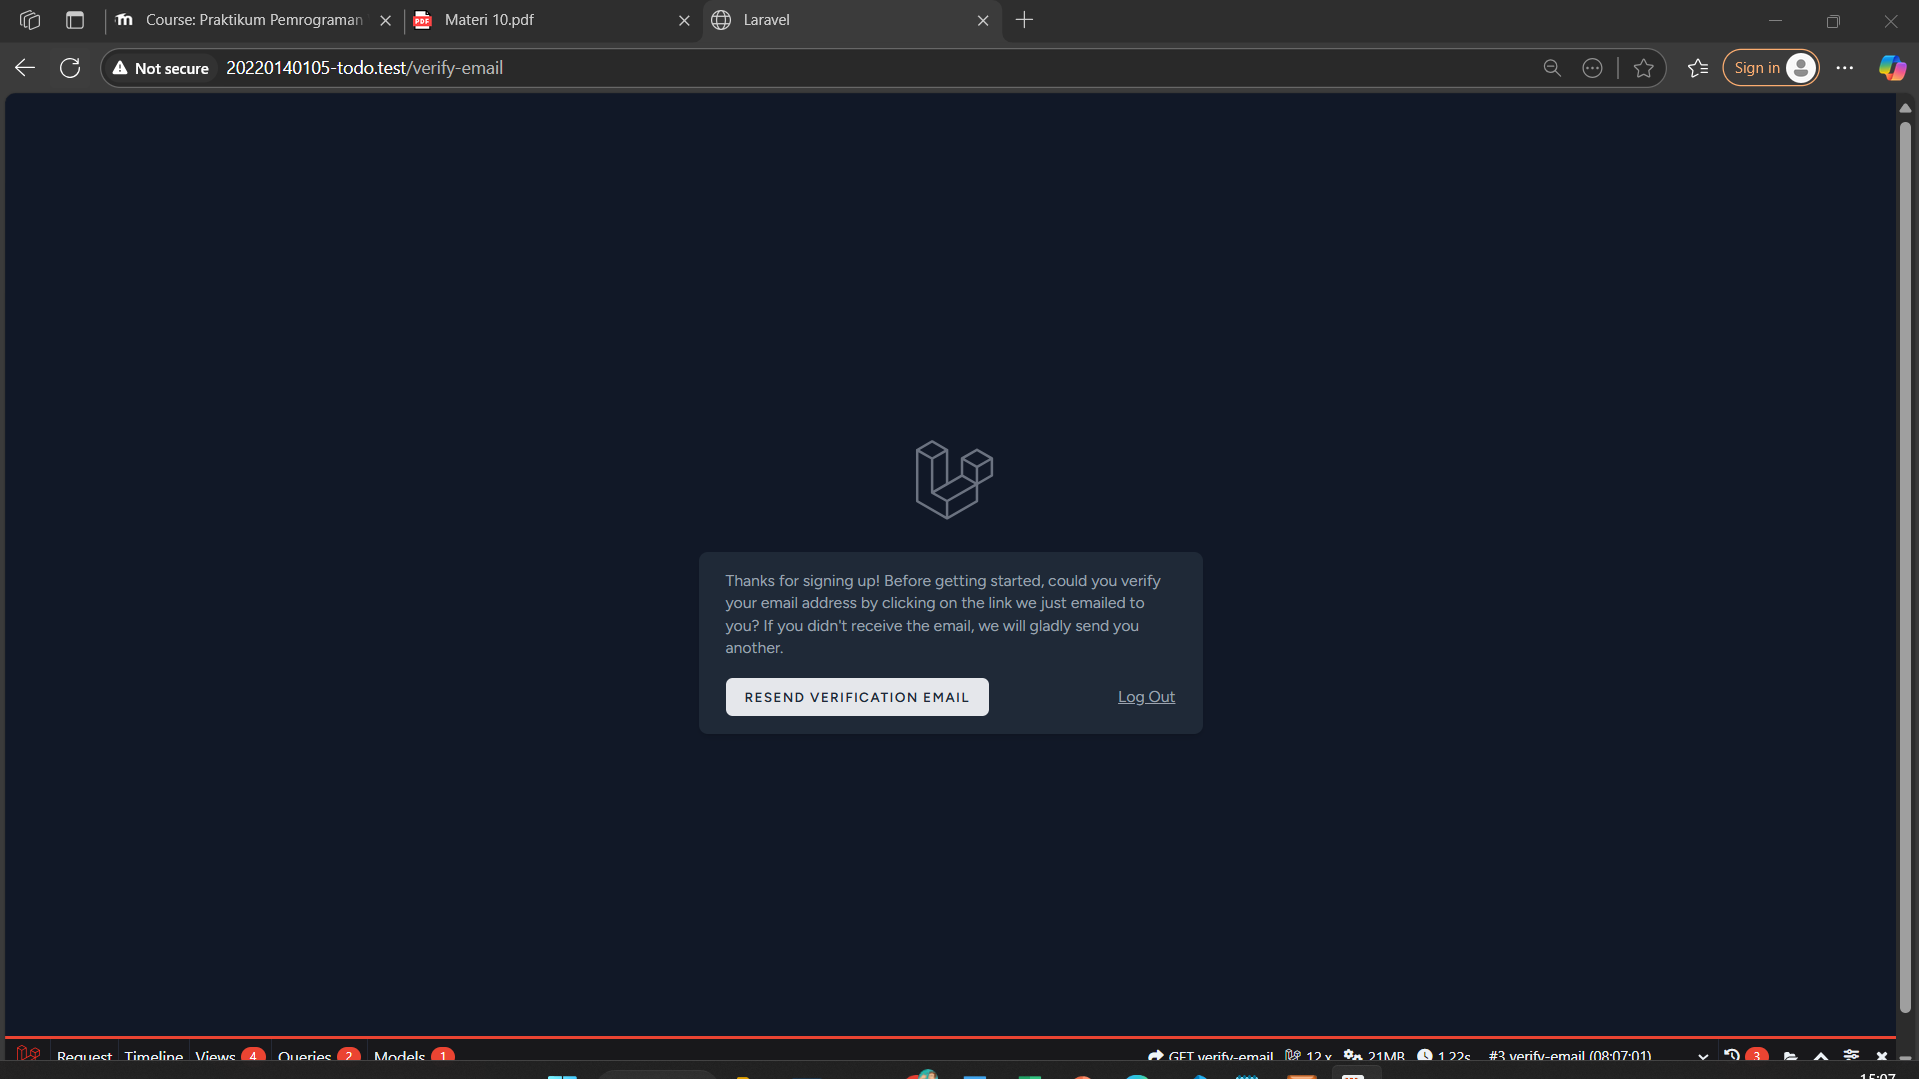 Course: Praktikum Pemrograman
Materi 10.pdf
Laravel
Not secure
20220140105-todo.test/verify-email
Sign in
Thanks for signing up! Before getting started, could you verify
your email address by clicking on the link we just emailed to
you? If you didn't receive the email, we will gladly send you
another.
RESEND VERIFICATION EMAIL
Log Out
Request Timeline Views 4 Queries 2 Models 1 GET verify-email 12.x 21MB 1.22s #3 verify-email (08:07:01) 3
15:07